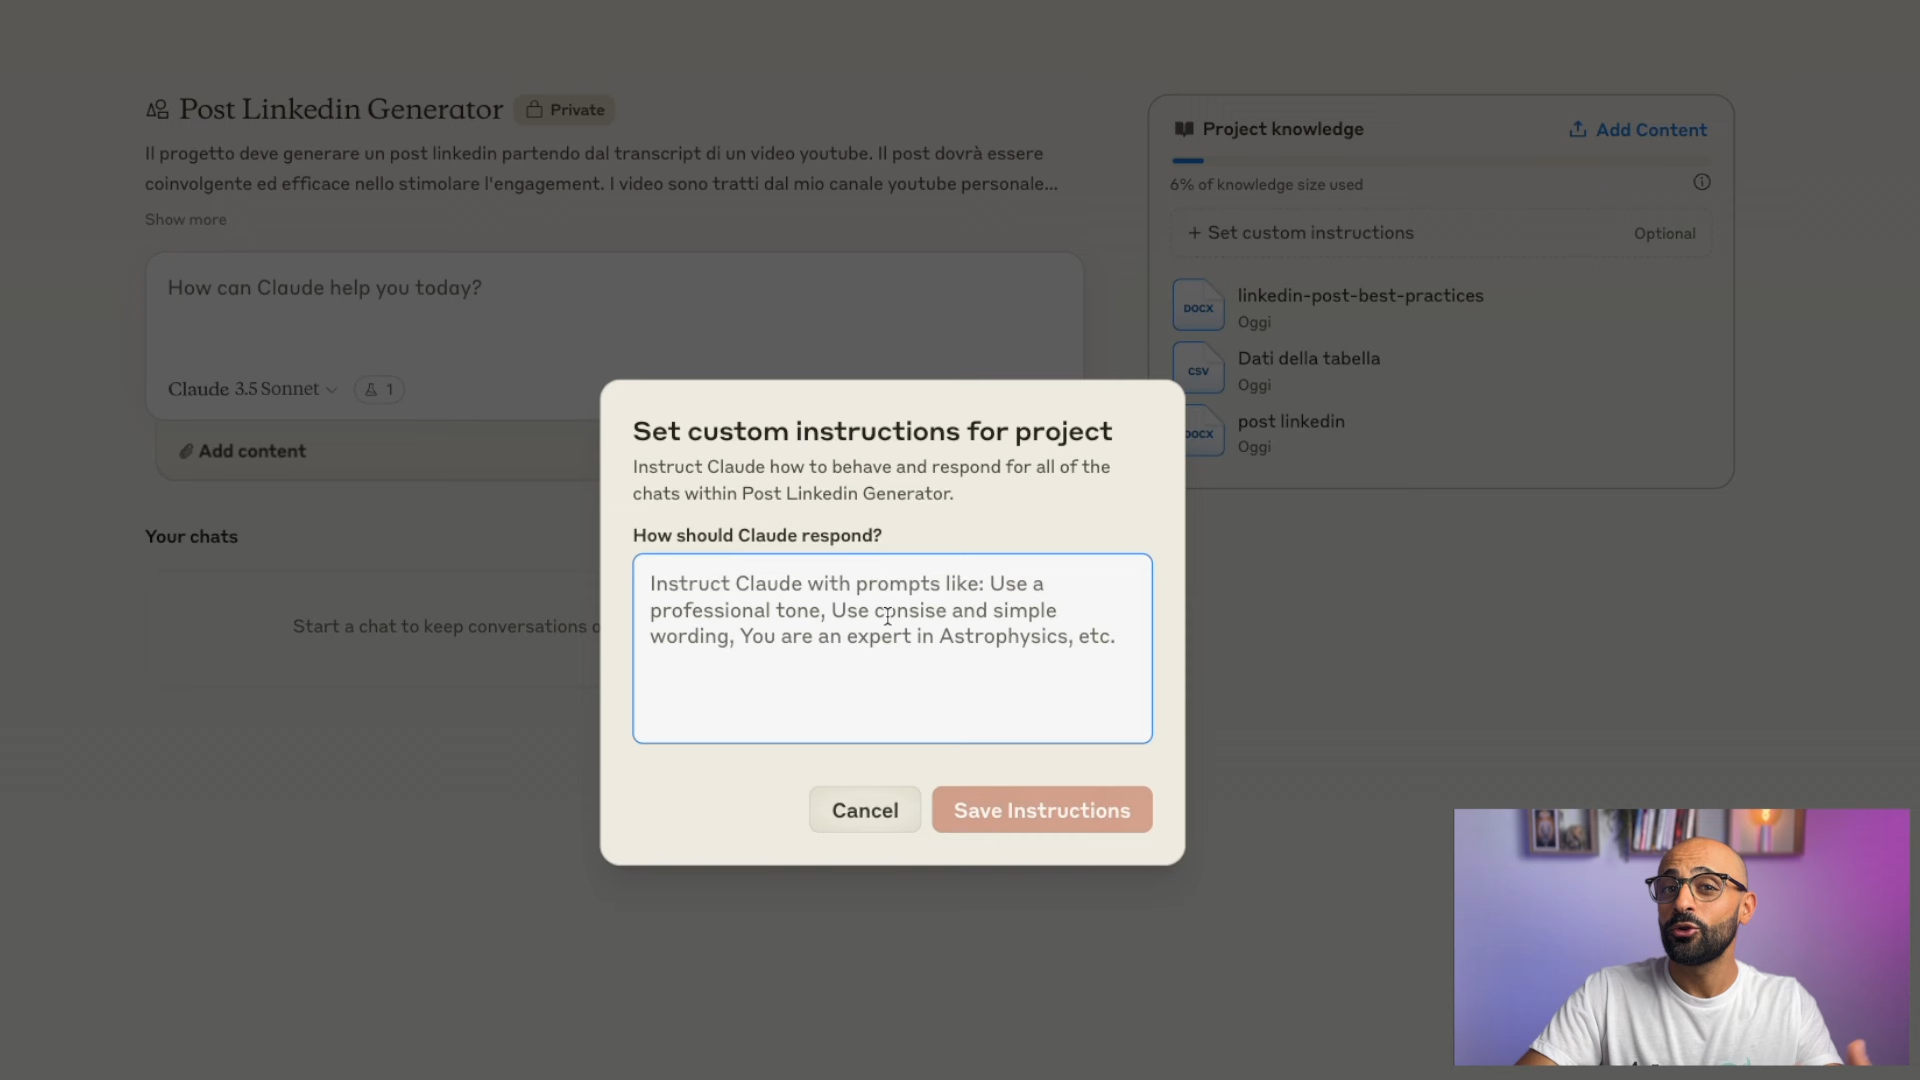 Post Linkedin Generator
Private
Il progetto deve generare un post linkedin partendo dal transcript di un video youtube. Il post dovrà essere
coinvolgente ed efficace nello stimolare l'engagement. I video sono tratti dal mio canale youtube personale...
Show more
How can Claude help you today?
Claude 3.5 Sonnet
1
Add content
Your chats
Start a chat to keep conversations o
Project knowledge
Add Content
6% of knowledge size used
+ Set custom instructions
Optional
DOCX
linkedin-post-best-practices
Oggi
CSV
Dati della tabella
Oggi
DOCX
post linkedin
Oggi
Set custom instructions for project
Instruct Claude how to behave and respond for all of the
chats within Post Linkedin Generator.
How should Claude respond?
Instruct Claude with prompts like: Use a
professional tone, Use consise and simple
wording, You are an expert in Astrophysics, etc.
Cancel
Save Instructions